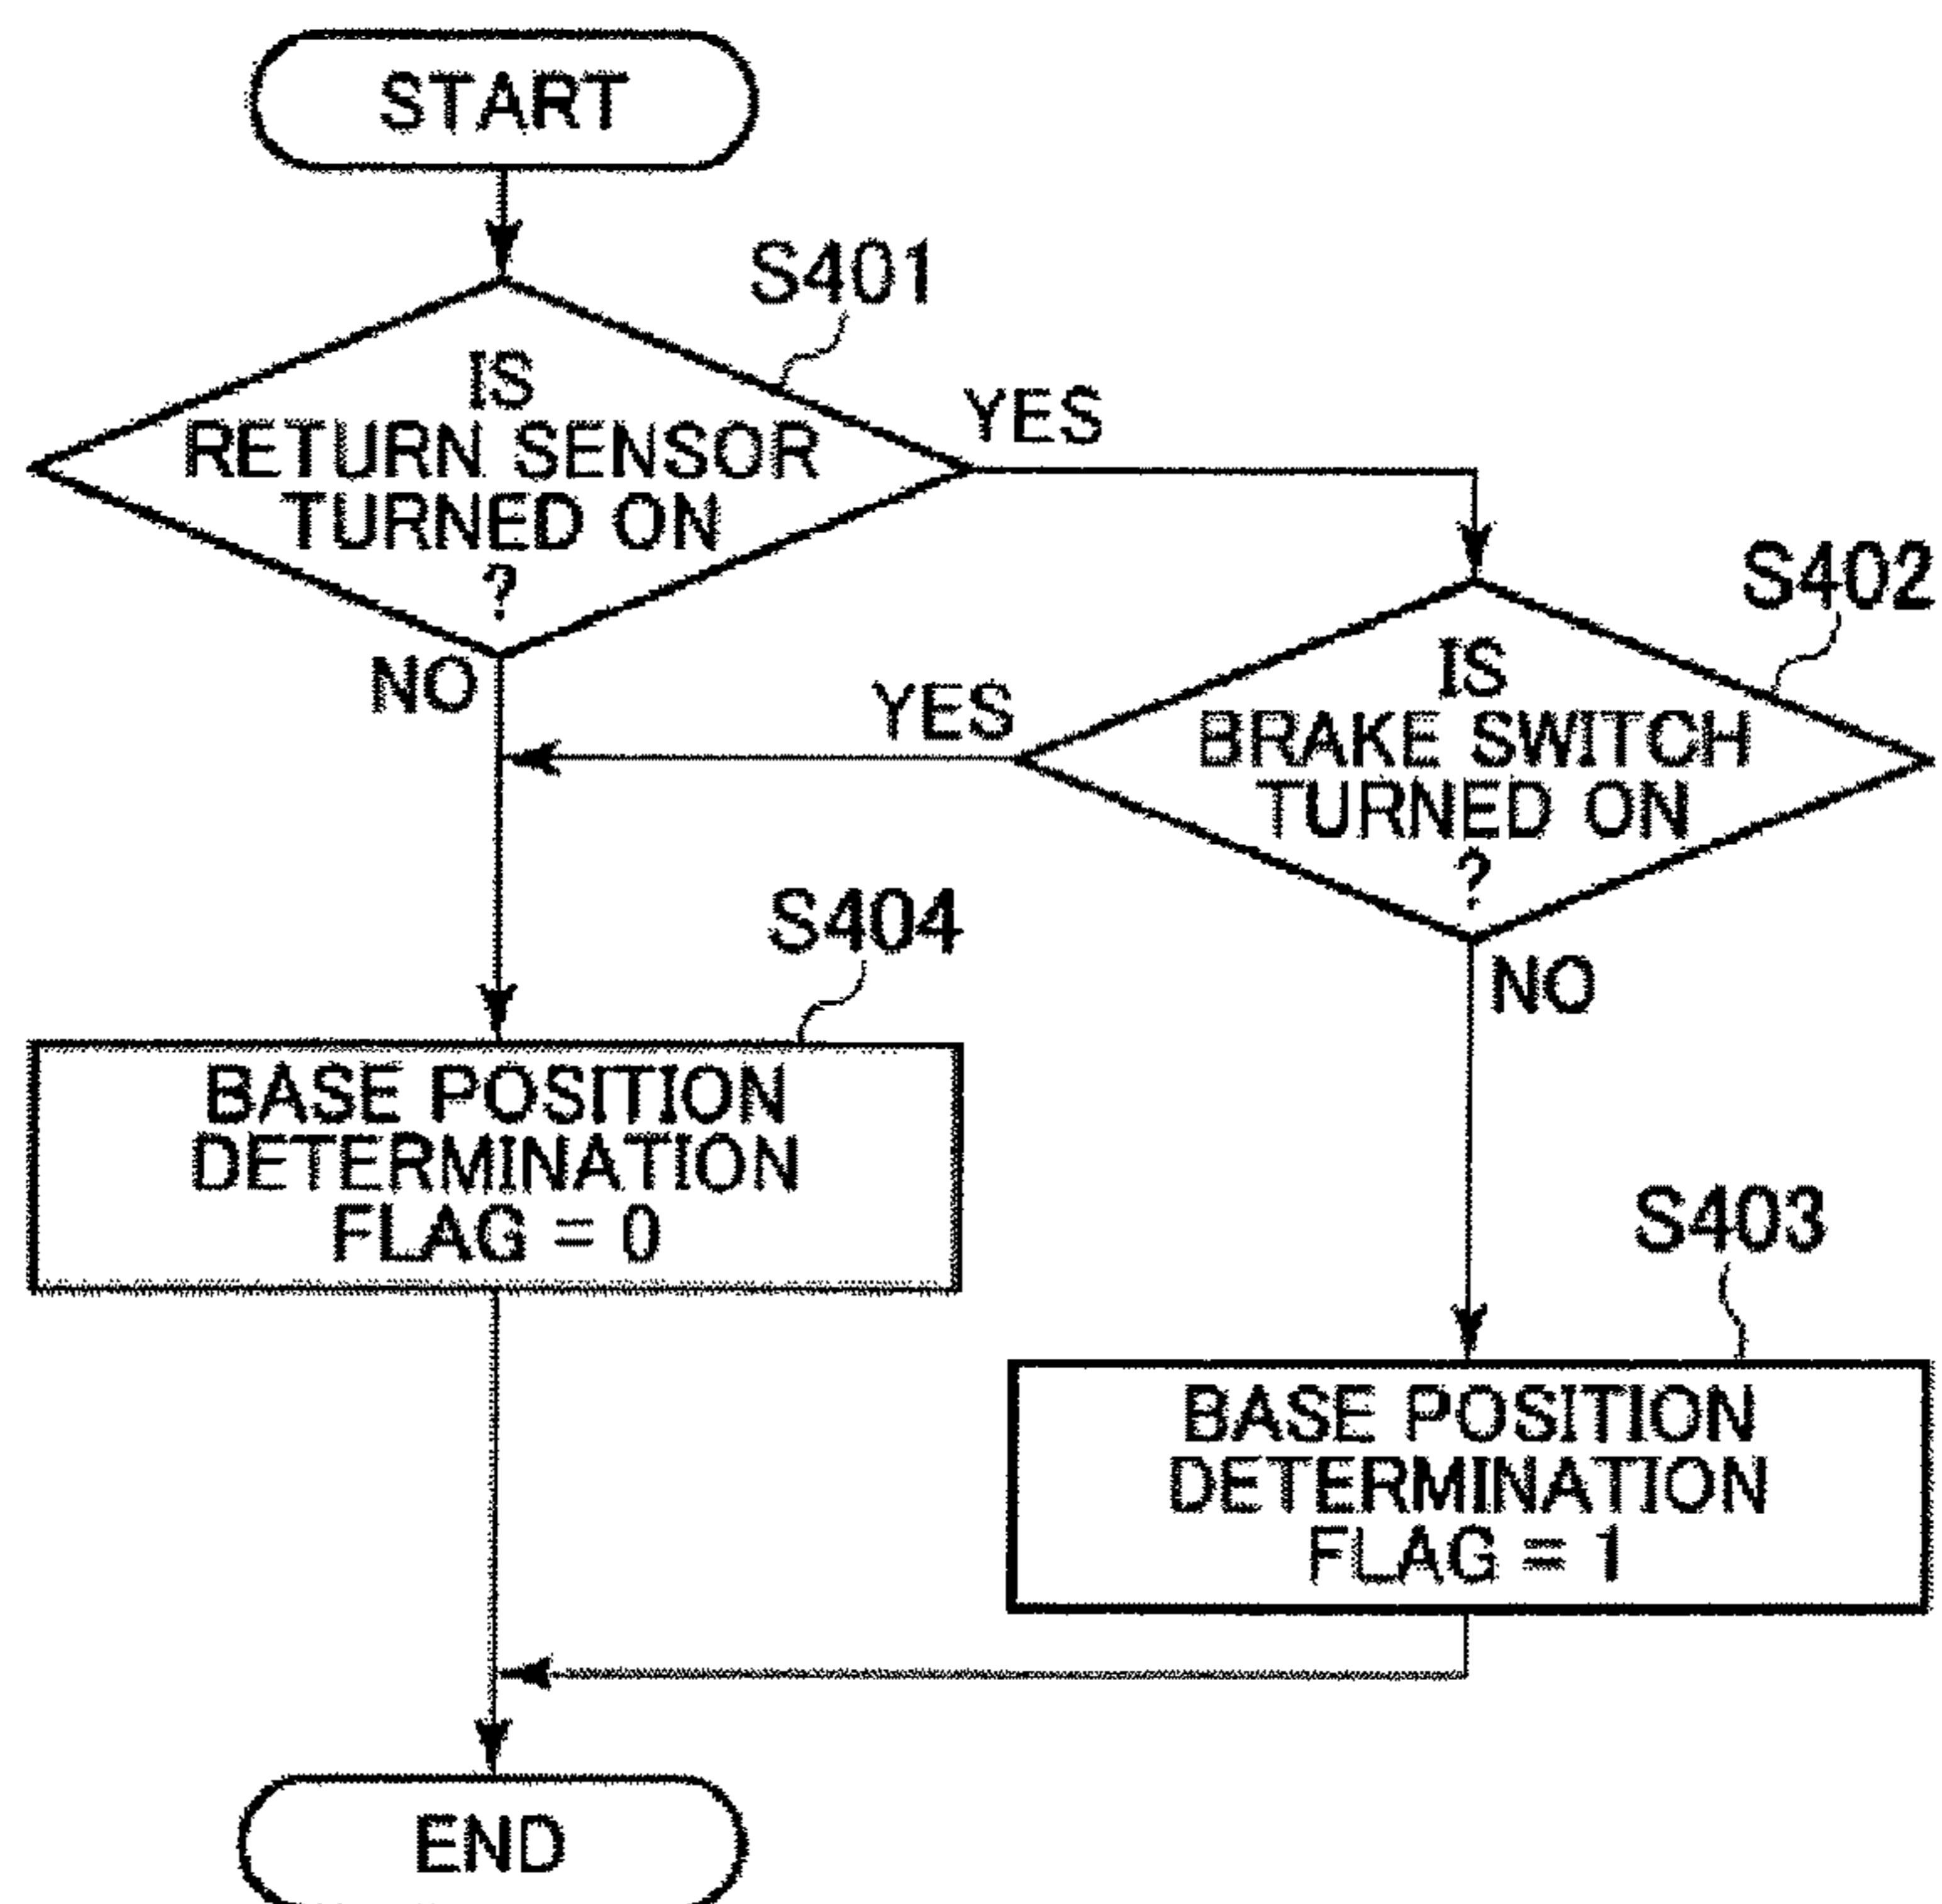 START
S401
IS
RETURN SENSOR
TURNED ON
?
YES
NO
S402
IS
BRAKE SWITCH
TURNED ON
?
YES
NO
S404
BASE POSITION
DETERMINATION
FLAG = 0
S403
BASE POSITION
DETERMINATION
FLAG = 1
END